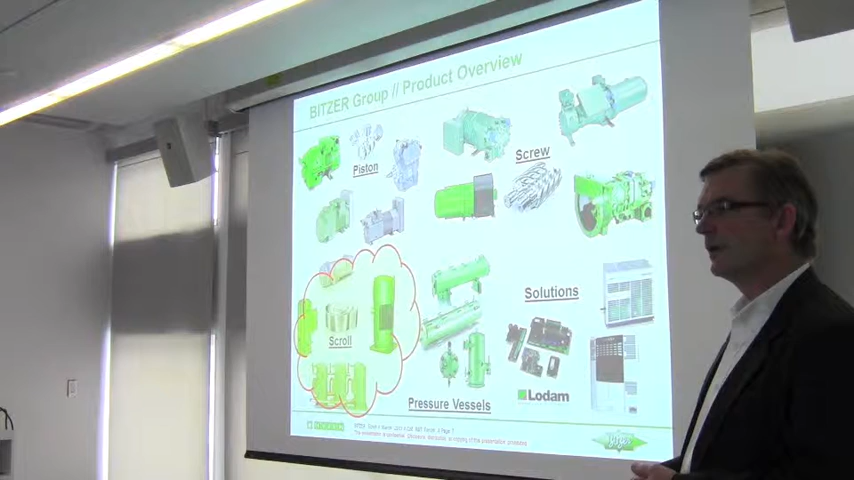 BITZER Group // Product Overview
Piston
Screw
Scroll
Solutions
Pressure Vessels
Lodam